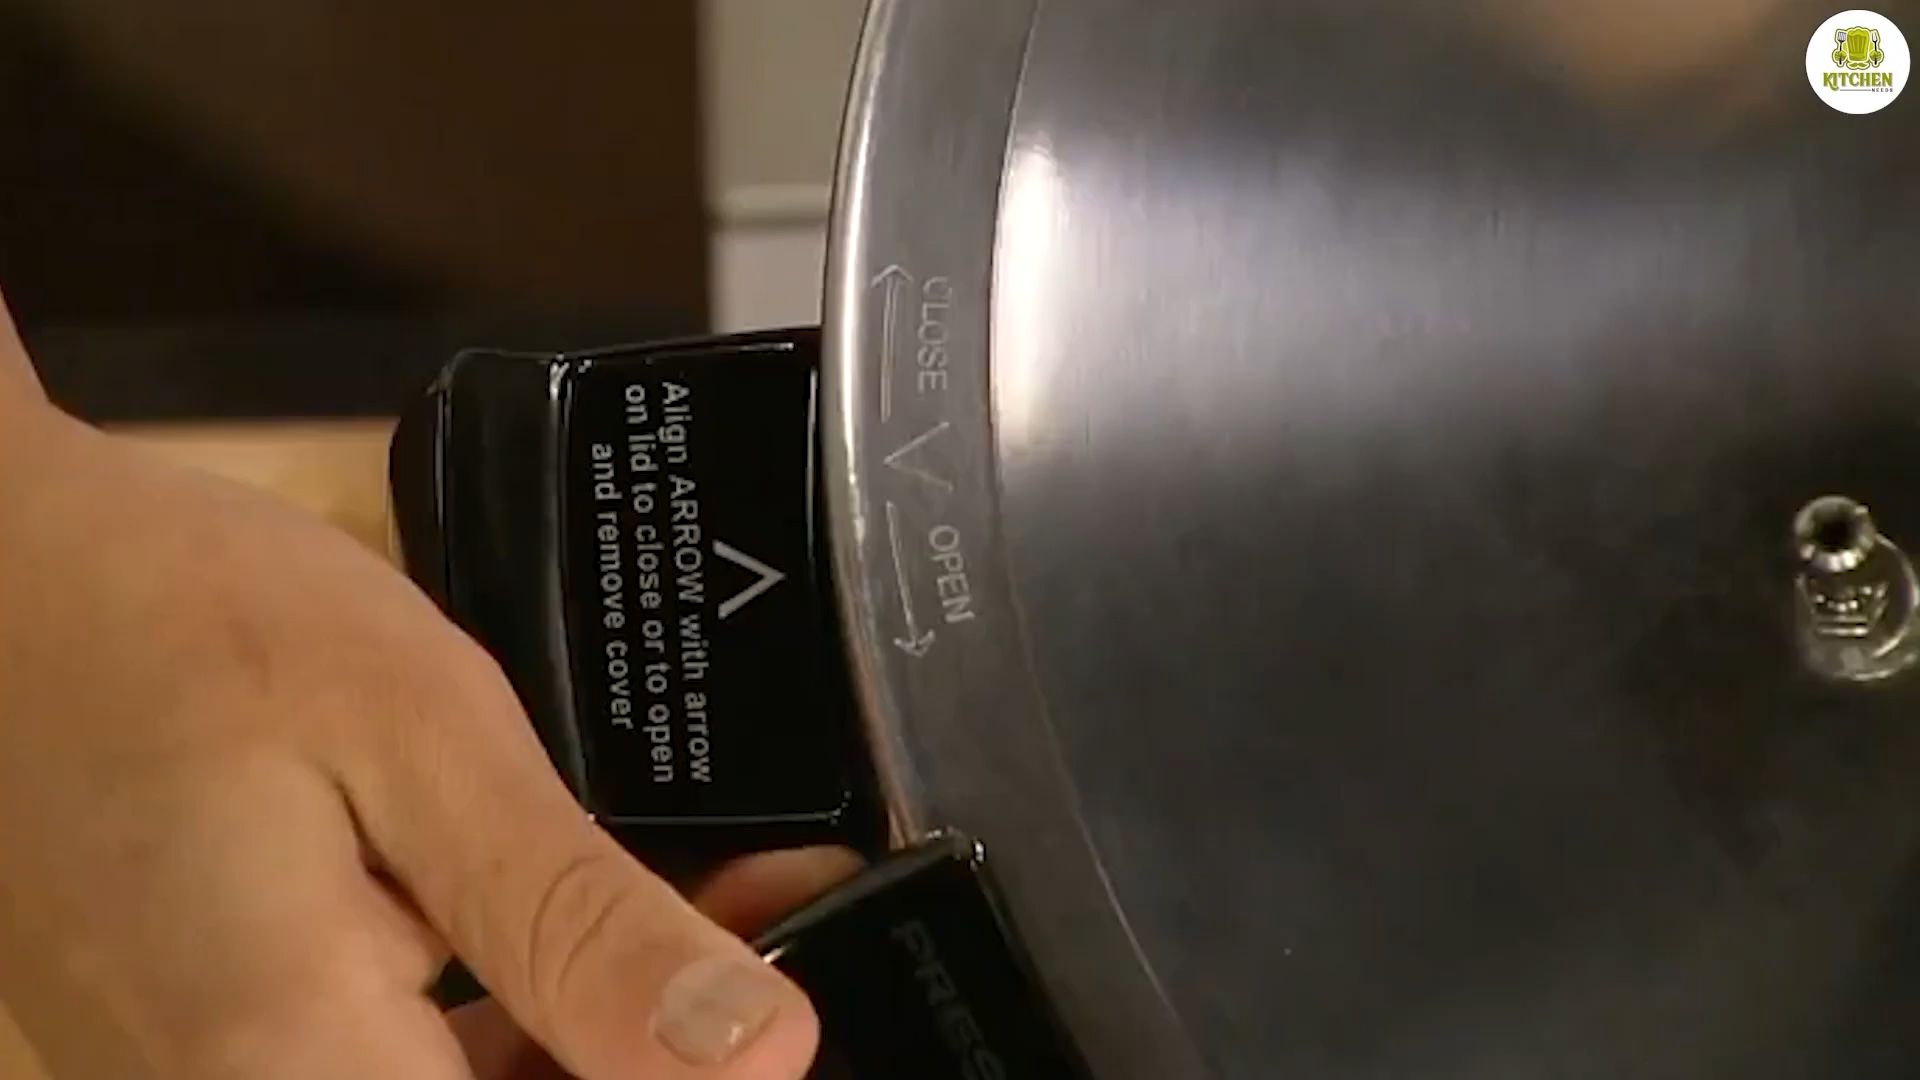 Align ARROW with arrow
on lid to close or to open
and remove cover
CLOSE
OPEN
KITCHEN